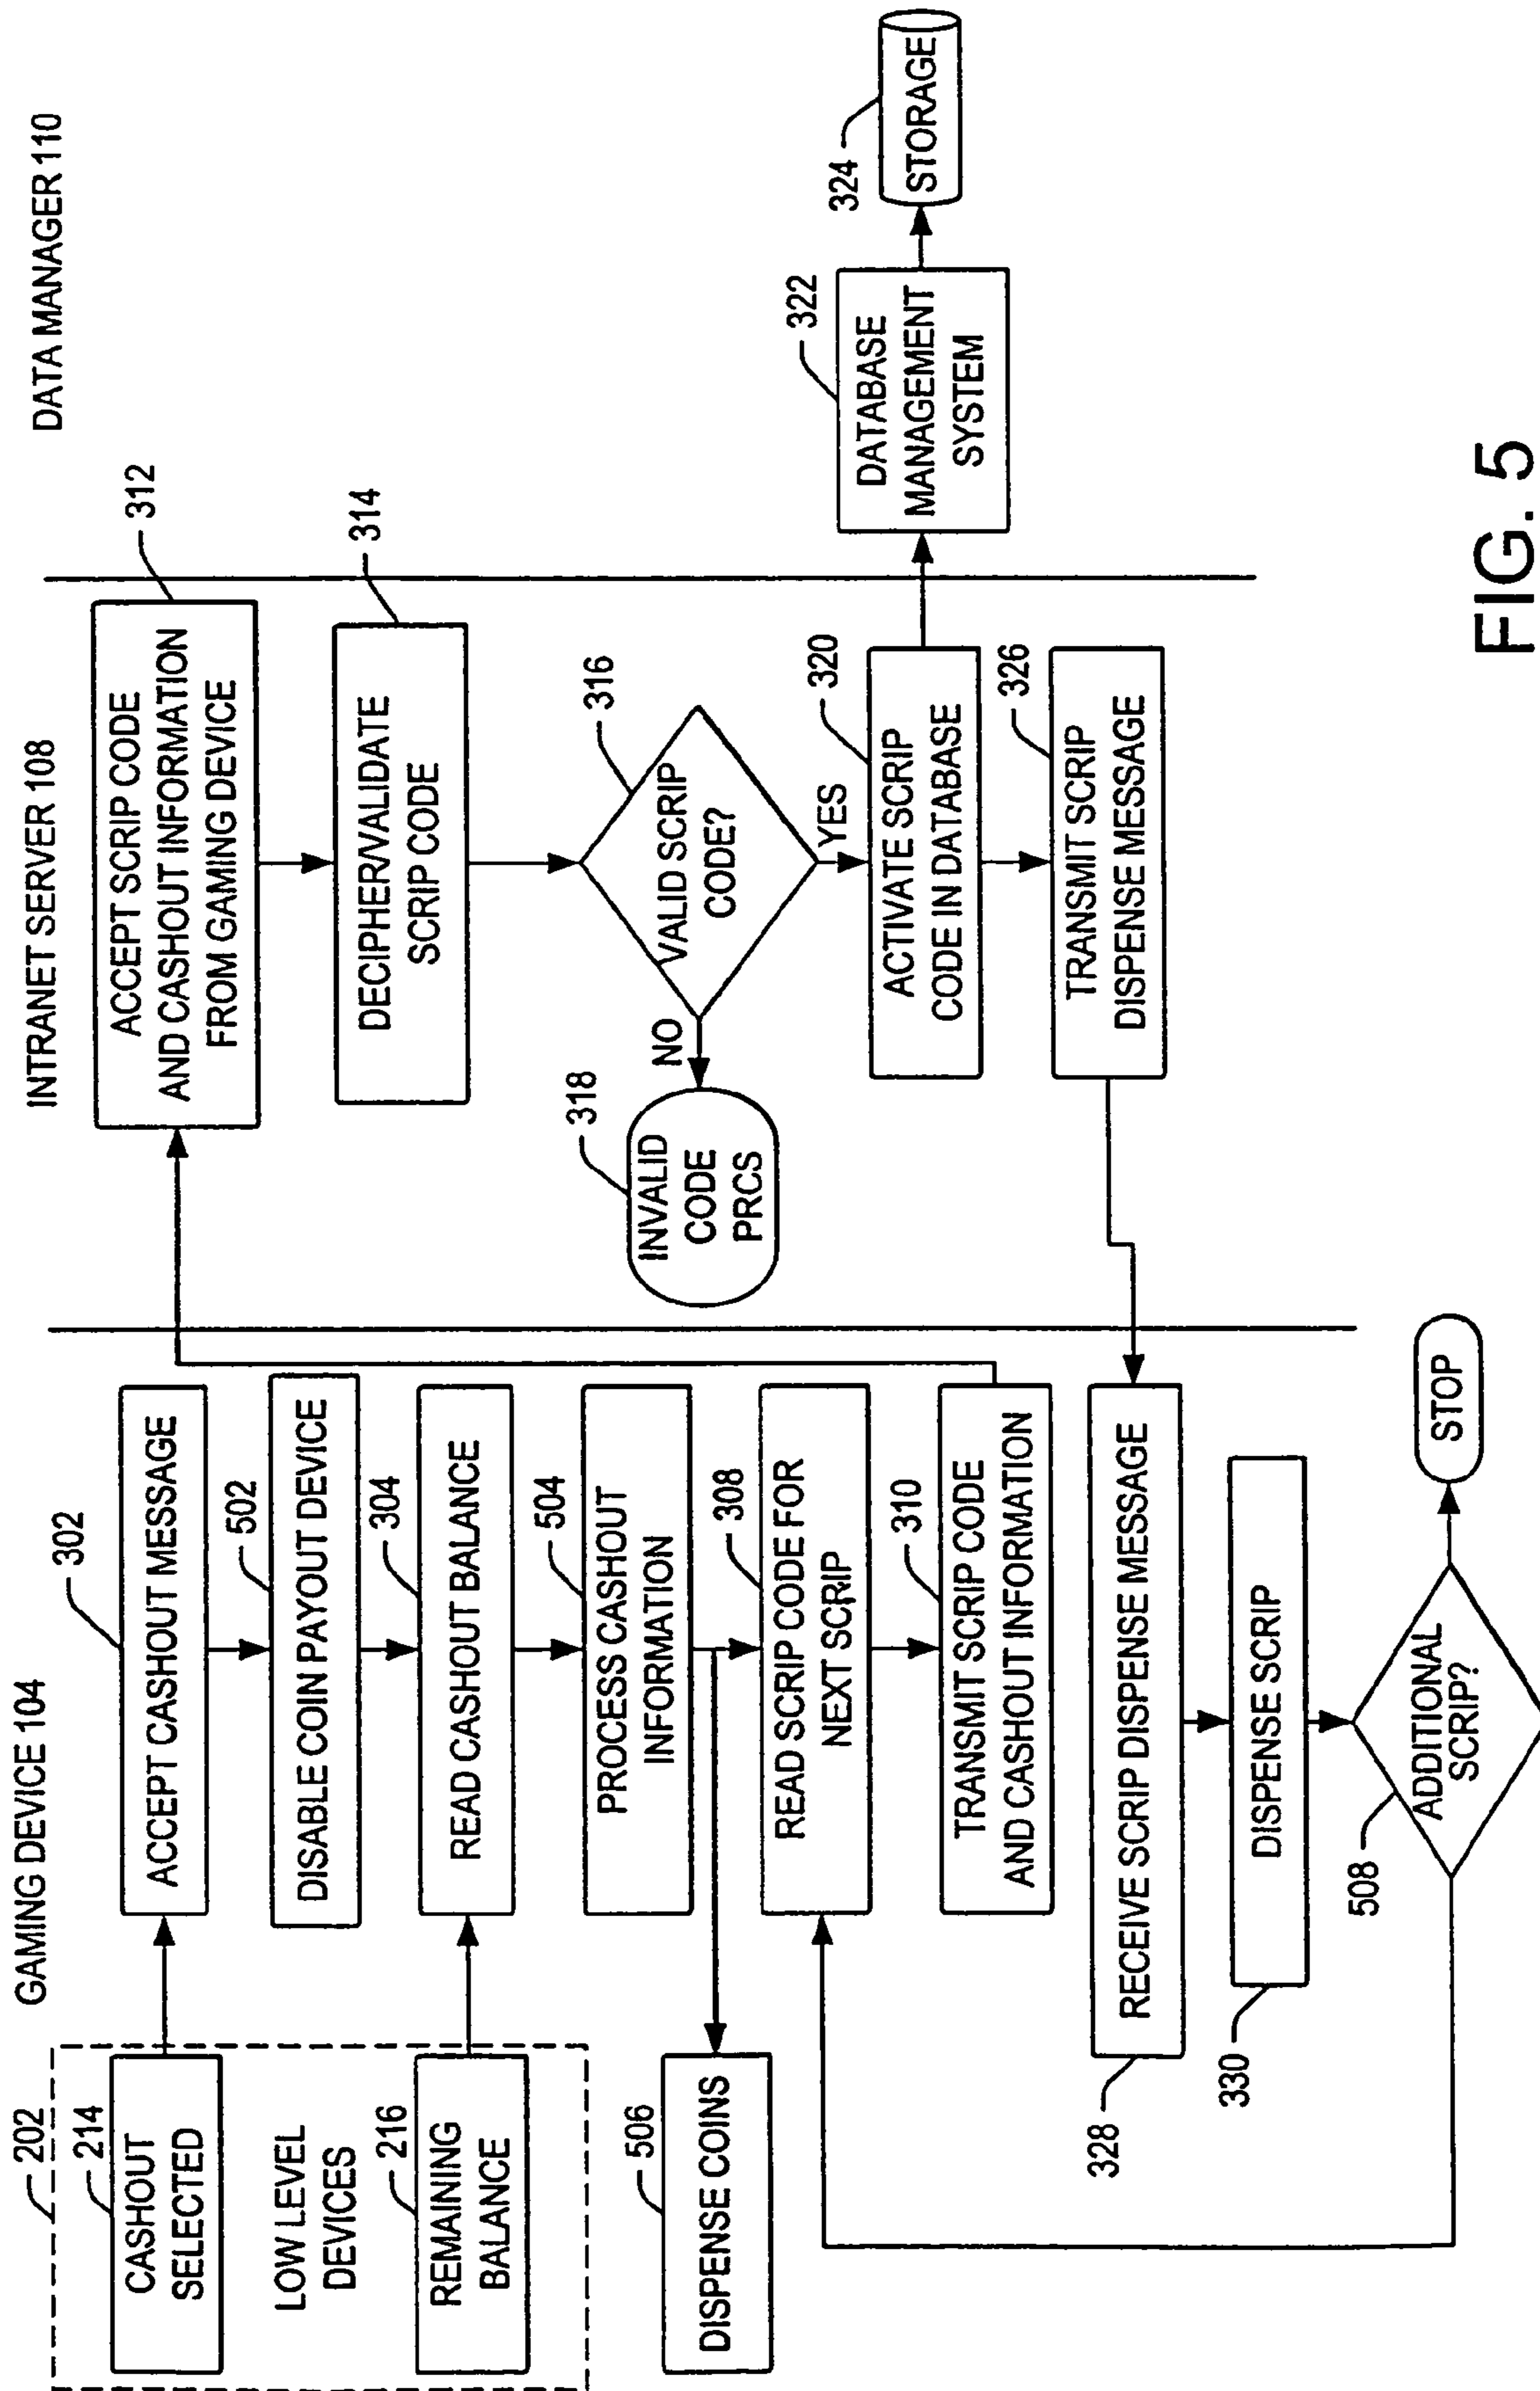 GAMING DEVICE 104
INTRANET SERVER 108
DATA MANAGER 110
202
214
CASHOUT
SELECTED
LOW LEVEL
DEVICES
216
REMAINING
BALANCE
506
DISPENSE COINS
302
ACCEPT CASHOUT MESSAGE
502
DISABLE COIN PAYOUT DEVICE
304
READ CASHOUT BALANCE
504
PROCESS CASHOUT
INFORMATION
308
READ SCRIP CODE FOR
NEXT SCRIP
310
TRANSMIT SCRIP CODE
AND CASHOUT INFORMATION
328
RECEIVE SCRIP DISPENSE MESSAGE
330
DISPENSE SCRIP
508
ADDITIONAL
SCRIP?
STOP
312
ACCEPT SCRIP CODE
AND CASHOUT INFORMATION
FROM GAMING DEVICE
314
DECIPHER/VALIDATE
SCRIP CODE
316
VALID SCRIP
CODE?
NO
YES
318
INVALID
CODE
PRCS
320
ACTIVATE SCRIP
CODE IN DATABASE
326
TRANSMIT SCRIP
DISPENSE MESSAGE
322
DATABASE
MANAGEMENT
SYSTEM
324
STORAGE
FIG. 5